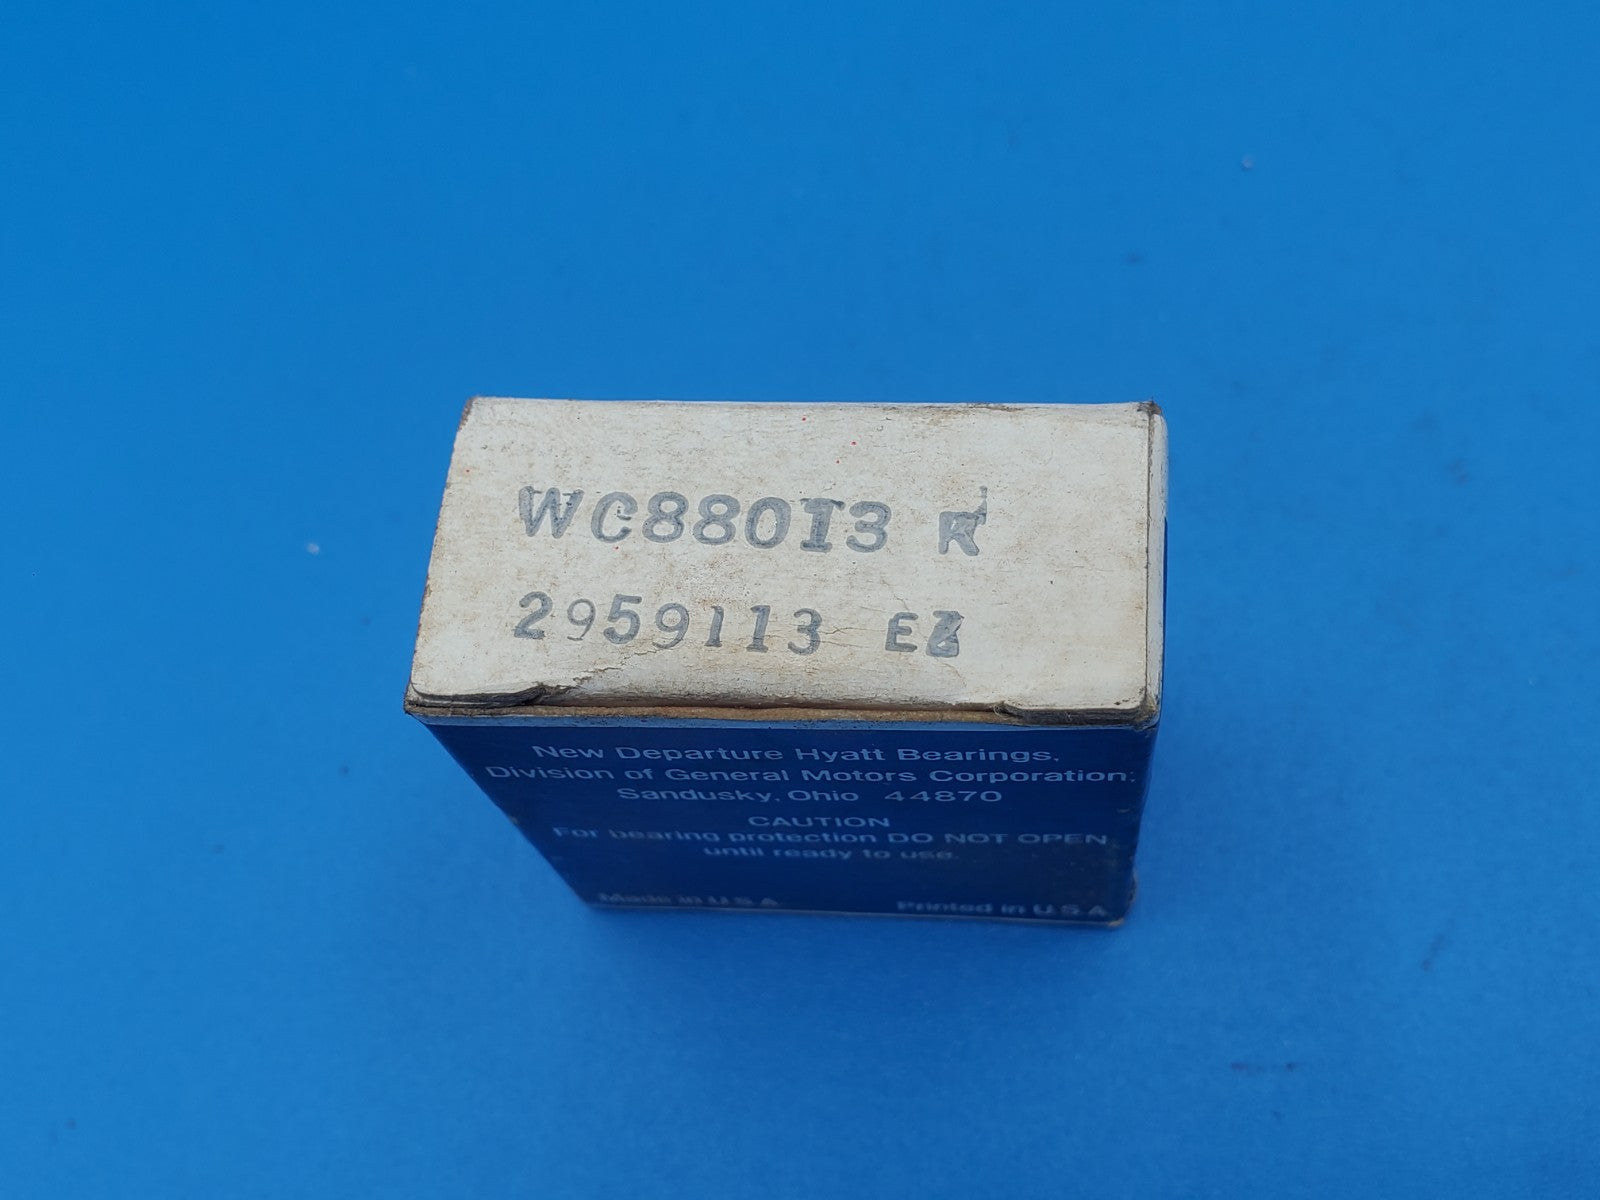 WC88013 R
2959113 E
New Departure Hyatt Bearings,
Division of General Motors Corporation,
Sandusky, Ohio 44870
CAUTION
For bearing protection DO NOT OPEN
until ready to use.
Made in U S A
Printed in U S A